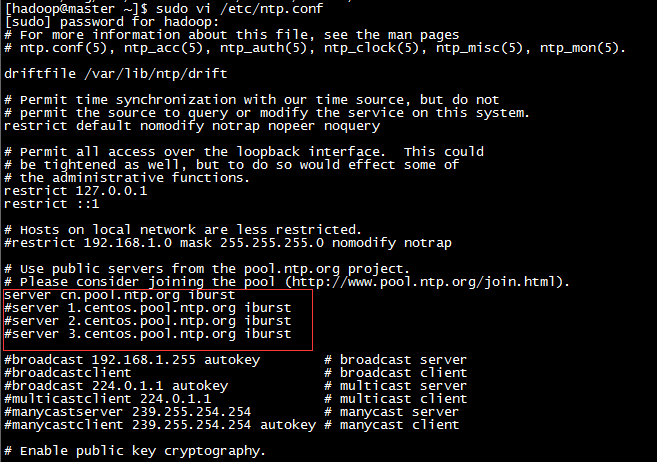 [hadoop@master ~]$ sudo vi /etc/ntp.conf
[sudo] password for hadoop:
# For more information about this file, see the man pages
# ntp.conf(5), ntp_acc(5), ntp_auth(5), ntp_clock(5), ntp_misc(5), ntp_mon(5).
driftfile /var/lib/ntp/drift
# Permit time synchronization with our time source, but do not
# permit the source to query or modify the service on this system.
restrict default nomodify notrap nopeer noquery
# Permit all access over the loopback interface.  This could
# be tightened as well, but to do so would effect some of
# the administrative functions.
restrict 127.0.0.1
restrict ::1
# Hosts on local network are less restricted.
#restrict 192.168.1.0 mask 255.255.255.0 nomodify notrap
# Use public servers from the pool.ntp.org project.
# Please consider joining the pool (http://www.pool.ntp.org/join.html).
server cn.pool.ntp.org iburst
#server 1.centos.pool.ntp.org iburst
#server 2.centos.pool.ntp.org iburst
#server 3.centos.pool.ntp.org iburst
#broadcast 192.168.1.255 autokey        # broadcast server
#broadcastclient                        # broadcast client
#broadcast 224.0.1.1 autokey            # multicast server
#multicastclient 224.0.1.1              # multicast client
#manycastserver 239.255.254.254         # manycast server
#manycastclient 239.255.254.254 autokey # manycast client
# Enable public key cryptography.